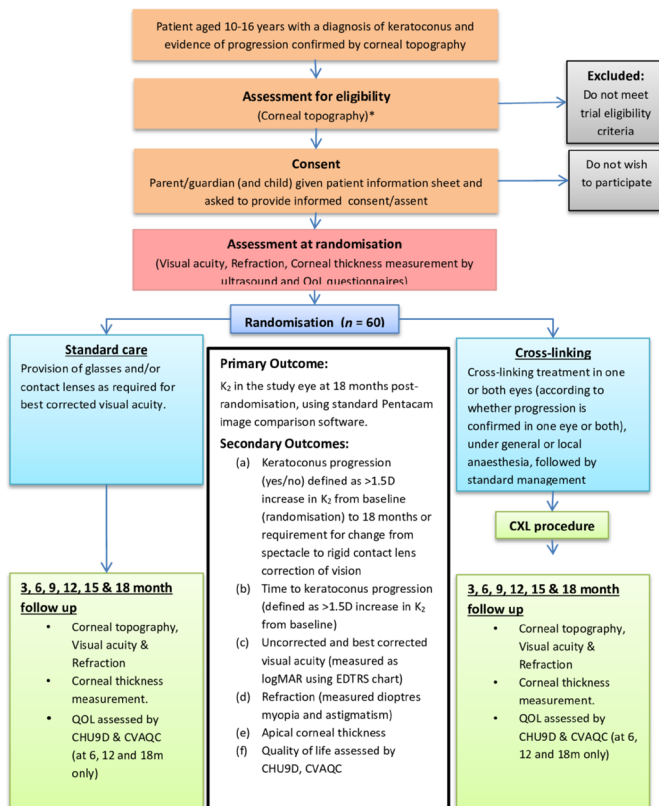 Patient aged 10-16 years with a diagnosis of keratoconus and
evidence of progression confirmed by corneal topography
Assessment for eligibility
(Corneal topography)*
Excluded:
Do not meet
trial eligibility
criteria
Consent
Parent/guardian (and child) given patient information sheet and
asked to provide informed consent/assent
Do not wish
to participate
Assessment at randomisation
(Visual acuity, Refraction, Corneal thickness measurement by
ultrasound and QoL questionnaires)
Randomisation (n = 60)
Standard care
Provision of glasses and/or
contact lenses as required for
best corrected visual acuity.
Primary Outcome:
K2 in the study eye at 18 months post-
randomisation, using standard Pentacam
image comparison software.
Secondary Outcomes:
(a) Keratoconus progression
(yes/no) defined as >1.5D
increase in K2 from baseline
(randomisation) to 18 months or
requirement for change from
spectacle to rigid contact lens
correction of vision
(b) Time to keratoconus progression
(defined as >1.5D increase in K2
from baseline)
(c) Uncorrected and best corrected
visual acuity (measured as
logMAR using EDTRS chart)
(d) Refraction (measured dioptres
myopia and astigmatism)
(e) Apical corneal thickness
(f) Quality of life assessed by
CHU9D, CVAQC
Cross-linking
Cross-linking treatment in one
or both eyes (according to
whether progression is
confirmed in one eye or both),
under general or local
anaesthesia, followed by
standard management
CXL procedure
3, 6, 9, 12, 15 & 18 month
follow up
• Corneal topography,
Visual acuity &
Refraction
• Corneal thickness
measurement.
• QOL assessed by
CHU9D & CVAQC
(at 6, 12 and 18m
only)
3, 6, 9, 12, 15 & 18 month
follow up
• Corneal topography,
Visual acuity &
Refraction
• Corneal thickness
measurement.
• QOL assessed by
CHU9D & CVAQC (at 6,
12 and 18m only)